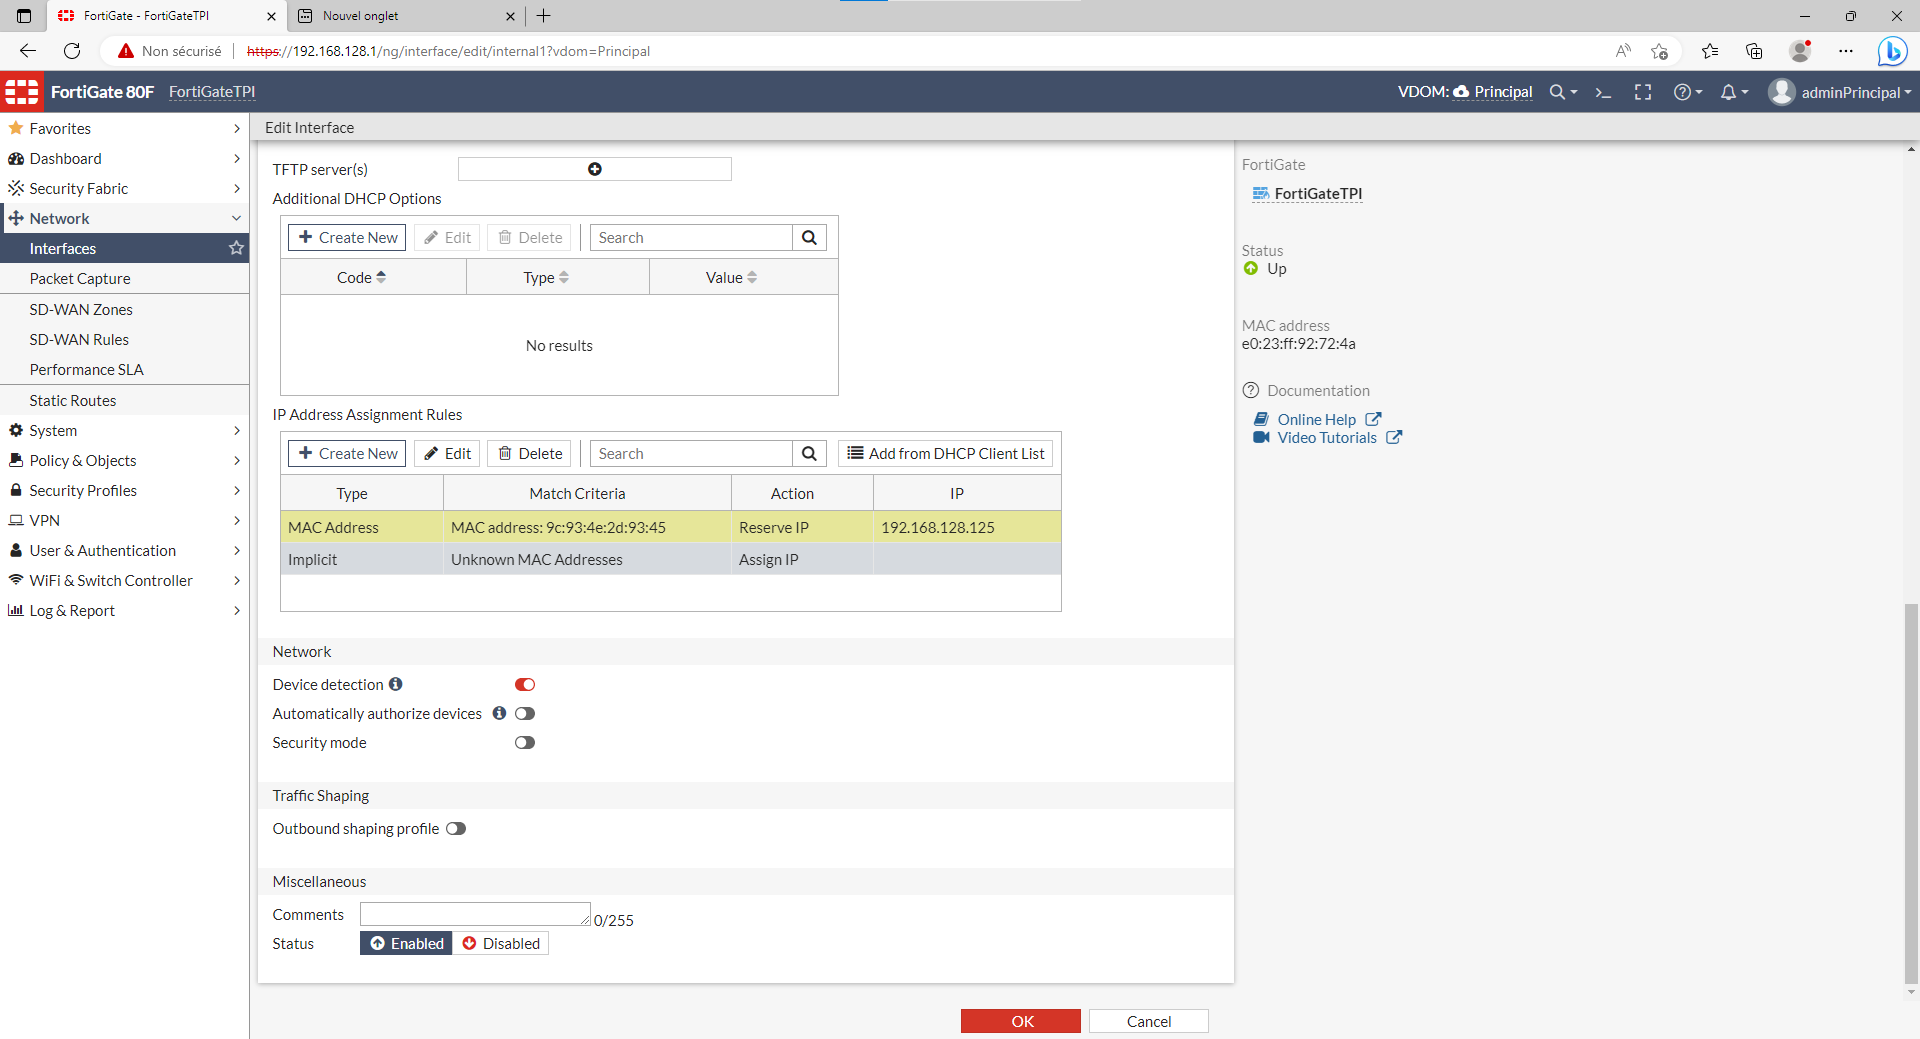 FortiGate - FortiGateTPI
Nouvel onglet
Non sécurisé
https://192.168.128.1/ng/interface/edit/internal1?vdom=Principal
FortiGate 80F
FortiGateTPI
VDOM: Principal
adminPrincipal
Favorites
Dashboard
Security Fabric
Network
Interfaces
Packet Capture
SD-WAN Zones
SD-WAN Rules
Performance SLA
Static Routes
System
Policy & Objects
Security Profiles
VPN
User & Authentication
WiFi & Switch Controller
Log & Report
Edit Interface
TFTP server(s)
Additional DHCP Options
Create New Edit Delete Search
Code Type Value
No results
IP Address Assignment Rules
Create New Edit Delete Search Add from DHCP Client List
Type Match Criteria Action IP
MAC Address MAC address: 9c:93:4e:2d:93:45 Reserve IP 192.168.128.125
Implicit Unknown MAC Addresses Assign IP
Network
Device detection
Automatically authorize devices
Security mode
Traffic Shaping
Outbound shaping profile
Miscellaneous
Comments 0/255
Status Enabled Disabled
OK Cancel
FortiGate
FortiGateTPI
Status
Up
MAC address
e0:23:ff:92:72:4a
Documentation
Online Help
Video Tutorials